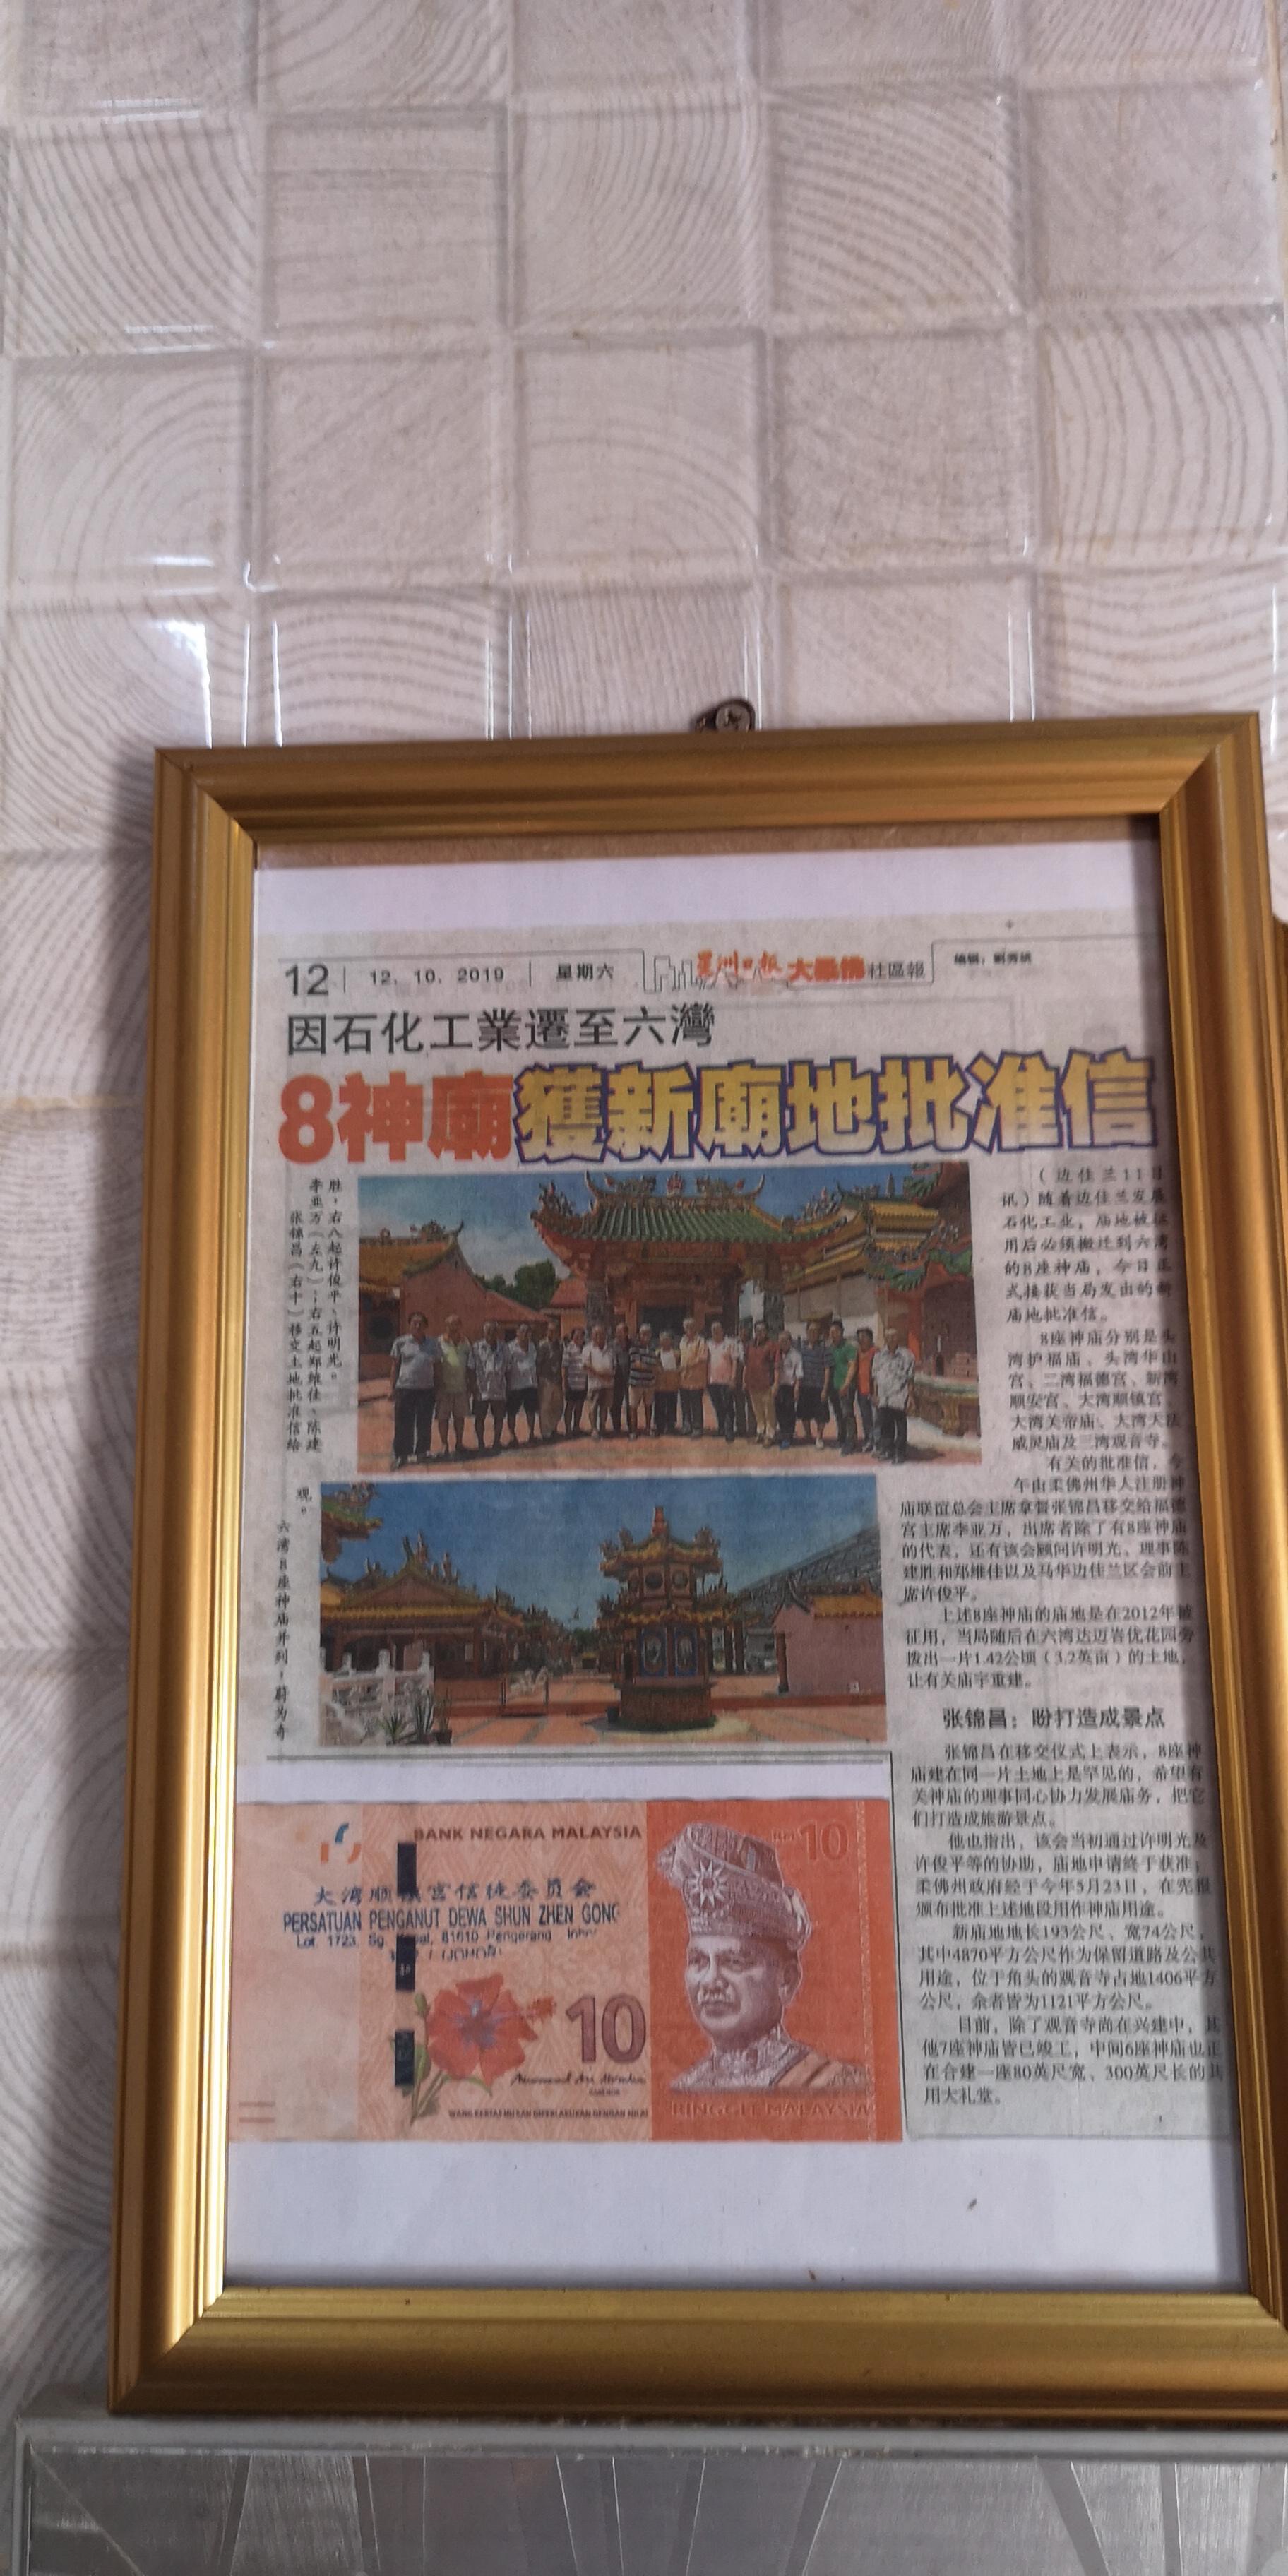 12
12. 10. 2019
星期六
星洲日报 大柔佛 社區報
因石化工業遷至六灣
8神廟獲新廟地批准信
胜，右八起许俊平、许明光。
李亚万（左九）；右五起郑维佳、陈建
张锦昌（右十）移交土地批准信给
（边佳兰11日
讯）随着边佳兰发展
石化工业，庙地被征
用后必须搬迁到六湾
的8座神庙，今日正
式接获当局发出的新
庙地批准信。
8座神庙分别是头
湾护福庙、头湾华山
宫、二湾福德宫、新湾
顺安宫、大湾顺镇宫、
大湾关帝庙、大湾天法
威灵庙及三湾观音寺。
有关的批准信，今
午由柔佛州华人注册神
庙联谊总会主席拿督张锦昌移交给福德
宫主席李亚万，出席者除了有8座神庙
的代表，还有该会顾问许明光、理事陈
建胜和郑维佳以及马华边佳兰区会前主
席许俊平。
上述8座神庙的庙地是在2012年被
征用，当局随后在六湾达迈岩优花园旁
拨出一片1.42公顷（3.2英亩）的土地，
让有关庙宇重建。
张锦昌：盼打造成景点
张锦昌在移交仪式上表示，8座神
庙建在同一片土地上是罕见的，希望有
关神庙的理事同心协力发展庙务，把它
们打造成旅游景点。
他也指出，该会当初通过许明光及
许俊平等的协助，庙地申请终于获准，
柔佛州政府经于今年5月23日，在宪报
颁布批准上述地段用作神庙用途。
新庙地地长193公尺、宽74公尺，
其中4870平方公尺作为保留道路及公共
用途，位于角头的观音寺占地1406平方
公尺，余者皆为1121平方公尺。
目前，除了观音寺尚在兴建中，其
他7座神庙皆已竣工，中间6座神庙也正
在合建一座80英尺宽、300英尺长的共
用大礼堂。
观。
六湾8座神庙并列，蔚为奇
BANK NEGARA MALAYSIA
RM10
大湾顺镇宫信徒委员会
PERSATUAN PENGANUT DEWA SHUN ZHEN GONG
Lot. 1723, Sg. 81610 Pengerang
10
WANG KERTAS INI SAH DIPERLAKUKAN DENGAN NILAI
RINGGIT MALAYSIA